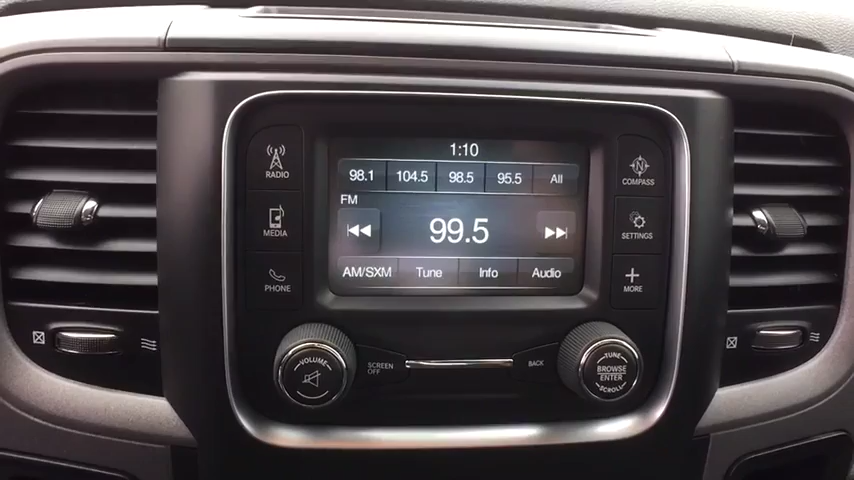 1:10
98.1 104.5 98.5 95.5 All
FM
99.5
AM/SXM Tune Info Audio
RADIO
MEDIA
PHONE
N
COMPASS
SETTINGS
MORE
VOLUME
SCREEN
OFF
BACK
TUNE
BROWSE
ENTER
SCROLL